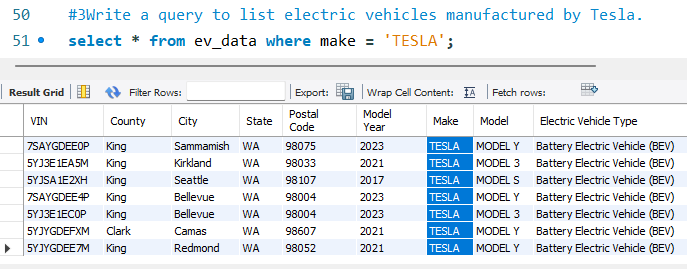 50 #3Write a query to list electric vehicles manufactured by Tesla.
51 select * from ev_data where make = 'TESLA';
Result Grid Filter Rows: Export: Wrap Cell Content: IA Fetch rows:
VIN County City State Postal Code Model Year Make Model Electric Vehicle Type
7SAYGDEE0P King Sammamish WA 98075 2023 TESLA MODEL Y Battery Electric Vehicle (BEV)
5YJ3E1EA5M King Kirkland WA 98033 2021 TESLA MODEL 3 Battery Electric Vehicle (BEV)
5YJSA1E2XH King Seattle WA 98107 2017 TESLA MODEL S Battery Electric Vehicle (BEV)
7SAYGDEE4P King Bellevue WA 98004 2023 TESLA MODEL Y Battery Electric Vehicle (BEV)
5YJ3E1EC0P King Bellevue WA 98004 2023 TESLA MODEL 3 Battery Electric Vehicle (BEV)
5YJYGDEFXM Clark Camas WA 98607 2021 TESLA MODEL Y Battery Electric Vehicle (BEV)
5YJYGDEE7M King Redmond WA 98052 2021 TESLA MODEL Y Battery Electric Vehicle (BEV)